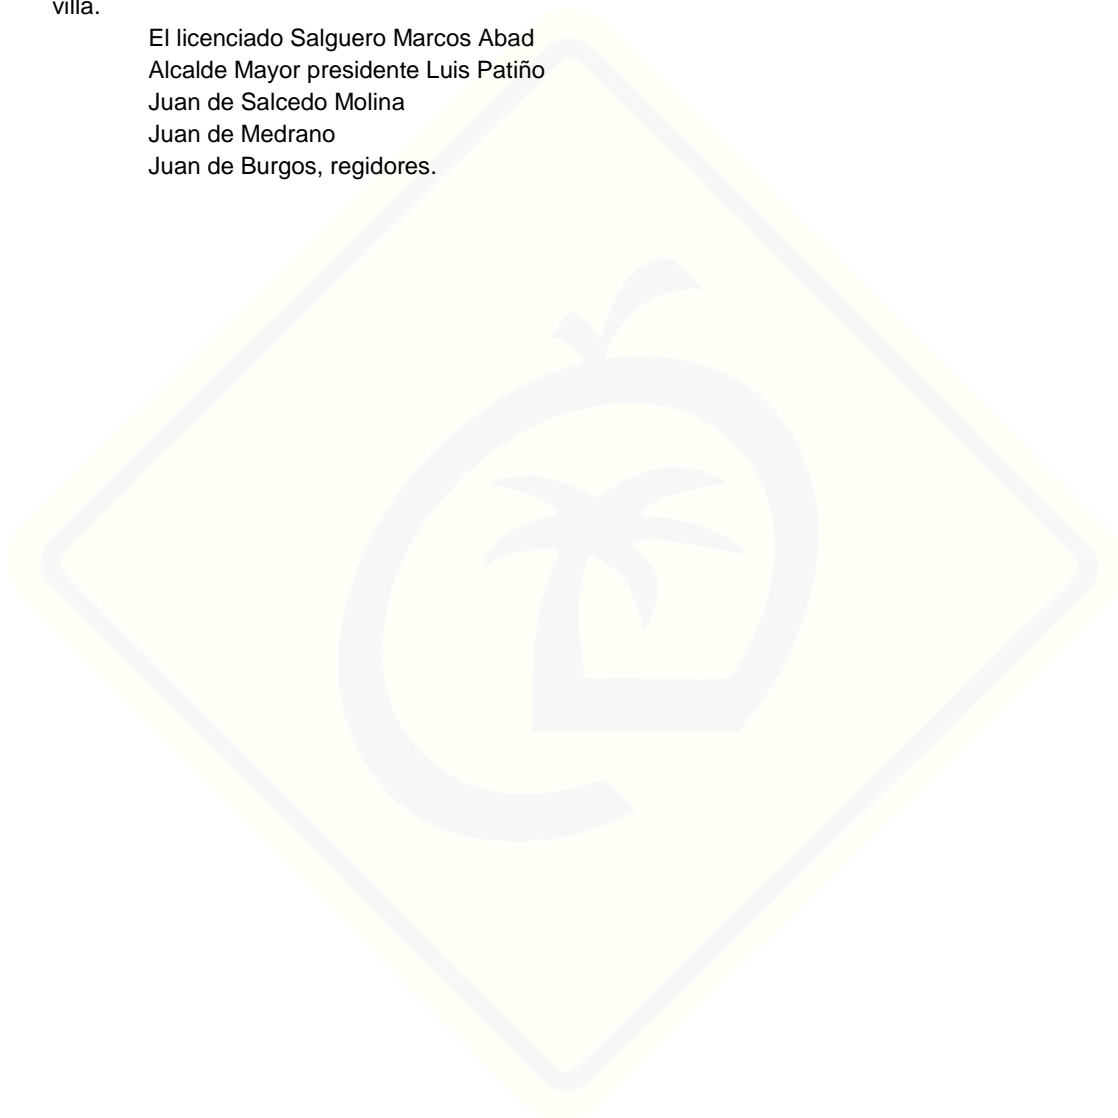 villa.
El licenciado Salguero Marcos Abad
Alcalde Mayor presidente Luis Patiño
Juan de Salcedo Molina
Juan de Medrano
Juan de Burgos, regidores.